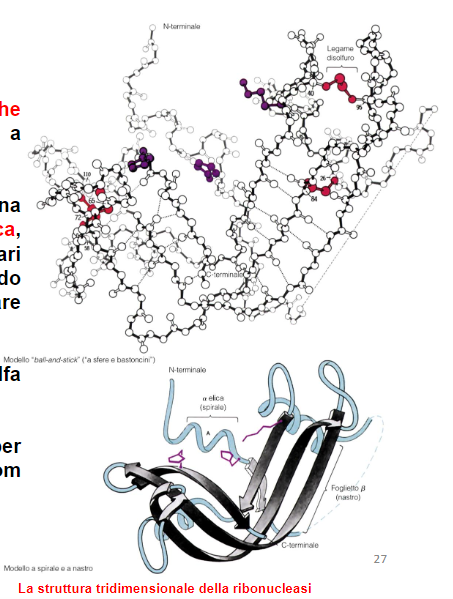 N-terminale
Legame
disolfuro
40
95
he
a
26
84
110
65
72
58
na
ca,
ari
do
are
C-terminale
Modello "ball-and-stick" ("a sfere e bastoncini")
lfa
N-terminale
α elica
(spirale)
A
per
om
Foglietto β
(nastro)
C-terminale
27
Modello a spirale e a nastro
La struttura tridimensionale della ribonucleasi